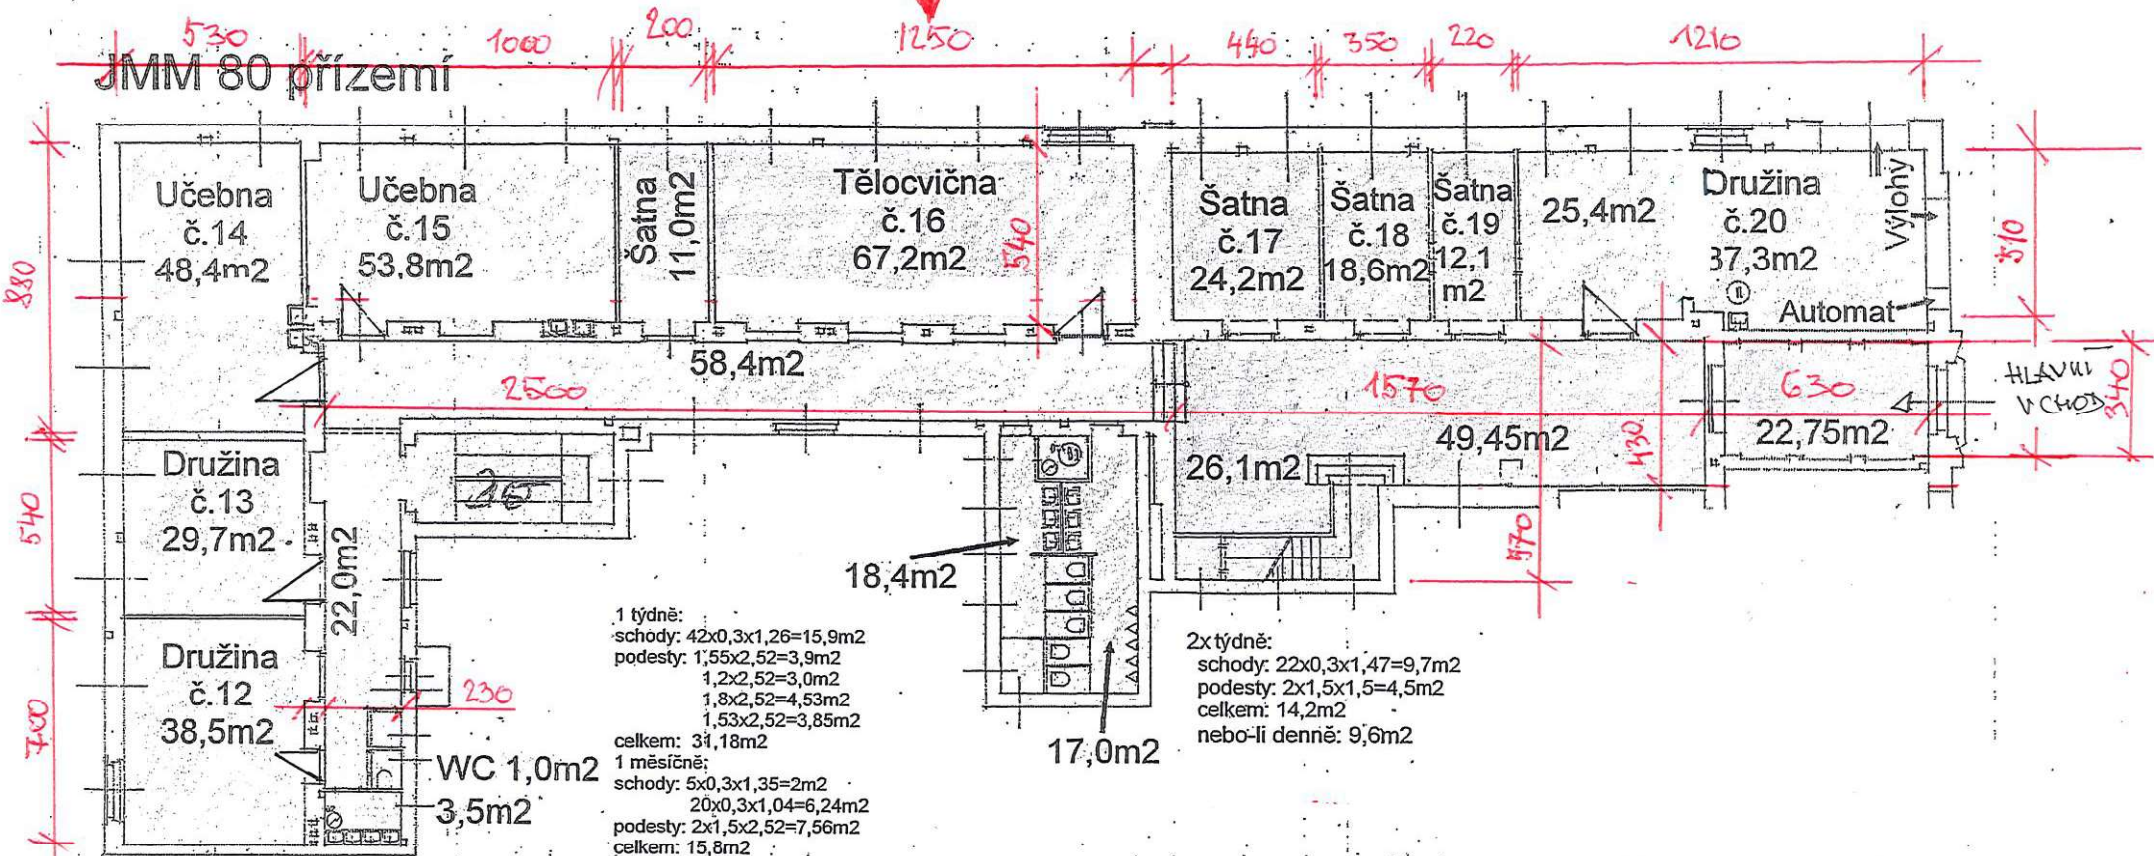 530
1000
200
1250
440
350
220
1210
JMM 80 přízemí
Učebna
č.14
48,4m2
Učebna
č.15
53,8m2
Šatna
11,0m2
Tělocvična
č.16
67,2m2
540
Šatna
č.17
24,2m2
Šatna
č.18
18,6m2
Šatna
č.19
12,1
m2
25,4m2
Družina
č.20
37,3m2
Výlohy
Automat
510
880
58,4m2
2500
1570
630
HLAVNÍ
VCHOD
340
49,45m2
430
22,75m2
26,1m2
570
Družina
č.13
29,7m2
540
22,0m2
18,4m2
Družina
č.12
38,5m2
700
230
WC 1,0m2
3,5m2
17,0m2
1 týdně:
schody: 42x0,3x1,26=15,9m2
podesty: 1,55x2,52=3,9m2
1,2x2,52=3,0m2
1,8x2,52=4,53m2
1,53x2,52=3,85m2
celkem: 31,18m2
1 měsíčně:
schody: 5x0,3x1,35=2m2
20x0,3x1,04=6,24m2
podesty: 2x1,5x2,52=7,56m2
celkem: 15,8m2
2x týdně:
schody: 22x0,3x1,47=9,7m2
podesty: 2x1,5x1,5=4,5m2
celkem: 14,2m2
nebo-li denně: 9,6m2